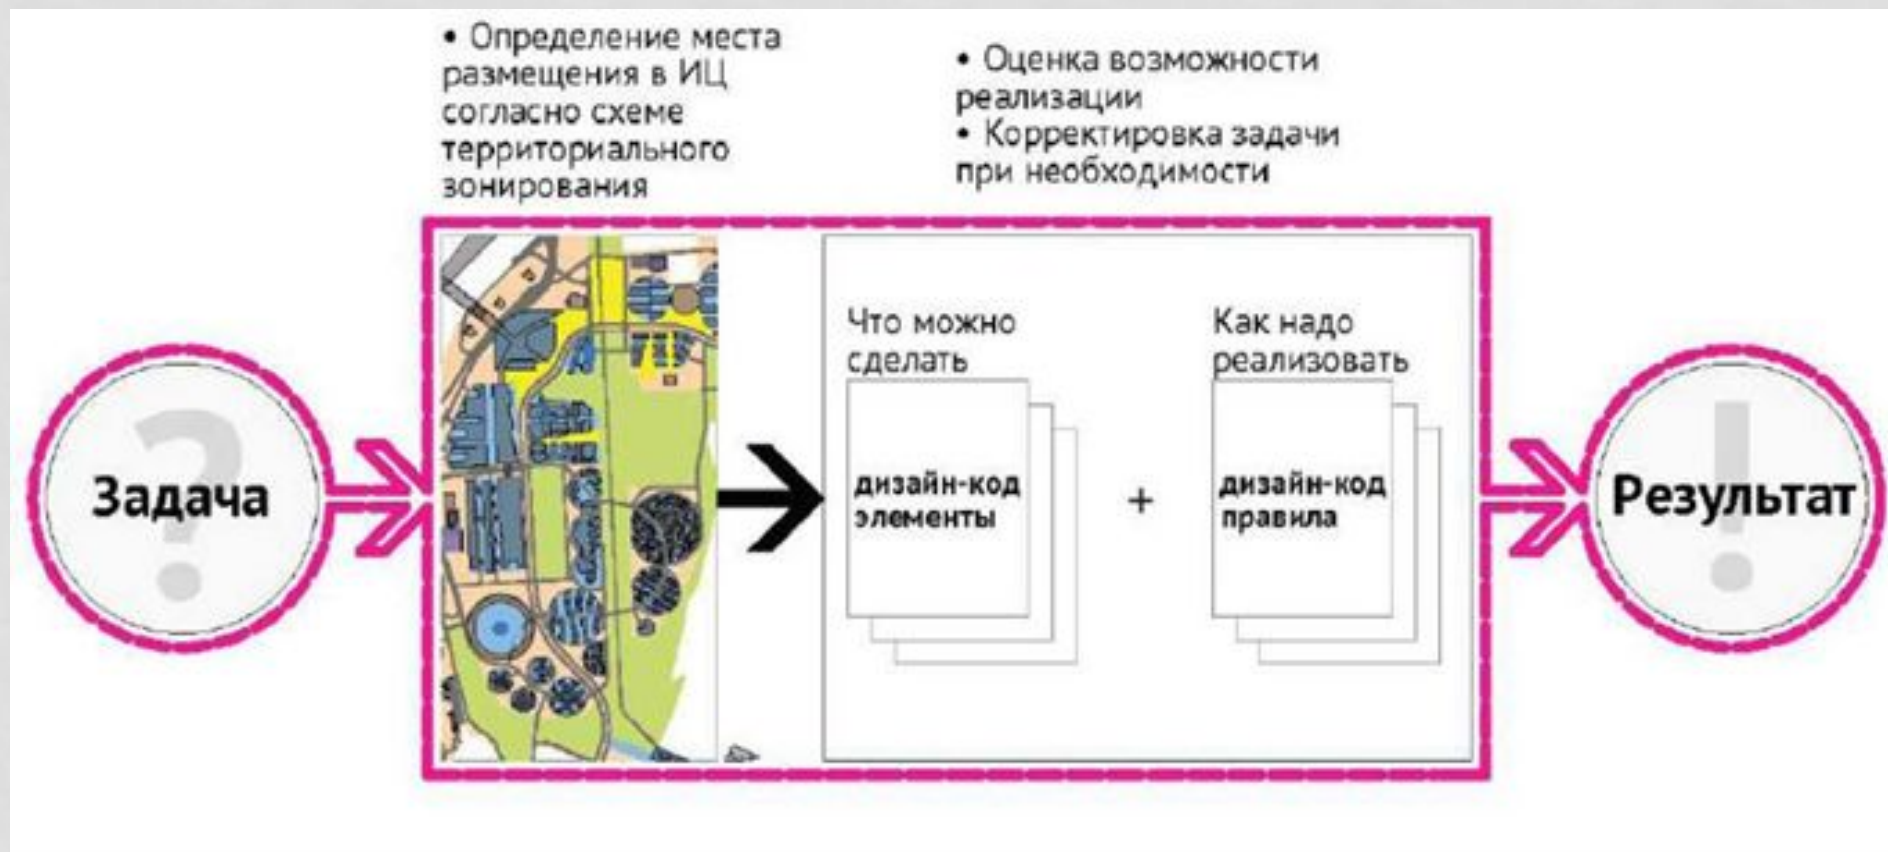 • Определение места
размещения в ИЦ
согласно схеме
территориального
зонирования
• Оценка возможности
реализации
• Корректировка задачи
при необходимости
?
Задача
Что можно
сделать
дизайн-код
элементы
+
Как надо
реализовать
дизайн-код
правила
!
Результат